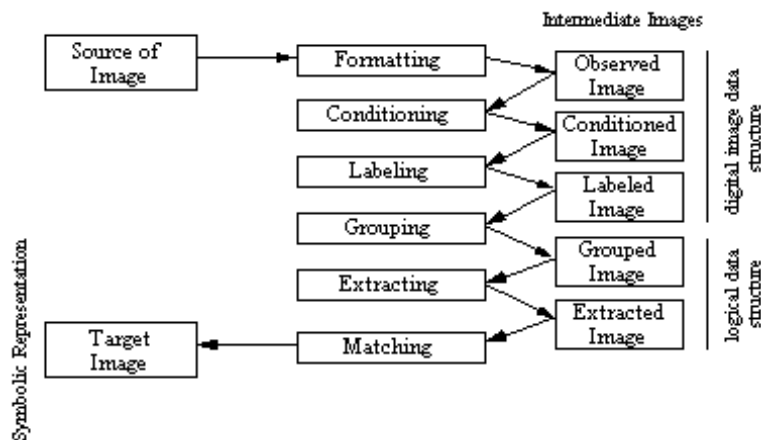 Intermediate Images
Source of
Image
Formatting
Observed
Image
Conditioning
Conditioned
Image
Labeling
Labeled
Image
Grouping
Grouped
Image
Extracting
Extracted
Image
Matching
Target
Image
digital image data
structure
logical data
structure
Symbolic Representation